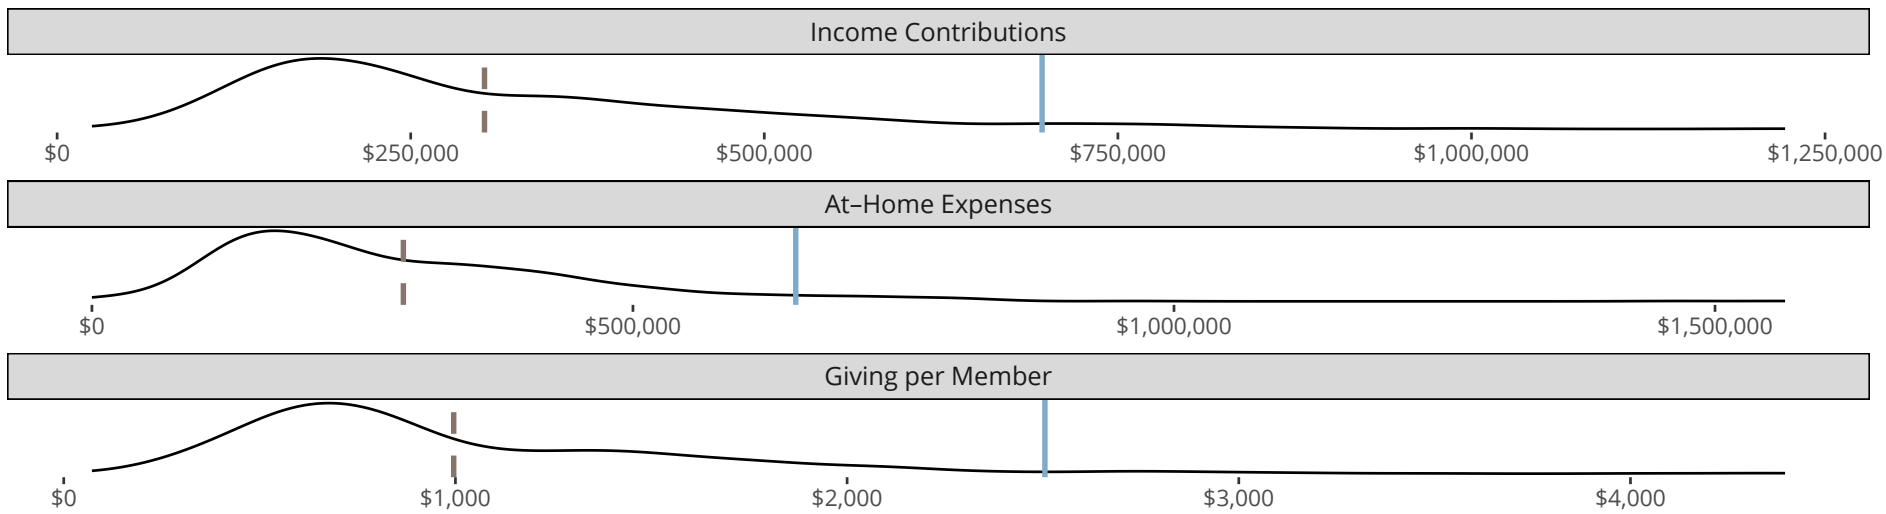 Income Contributions
$0 $250,000 $500,000 $750,000 $1,000,000 $1,250,000
At–Home Expenses
$0 $500,000 $1,000,000 $1,500,000
Giving per Member
$0 $1,000 $2,000 $3,000 $4,000